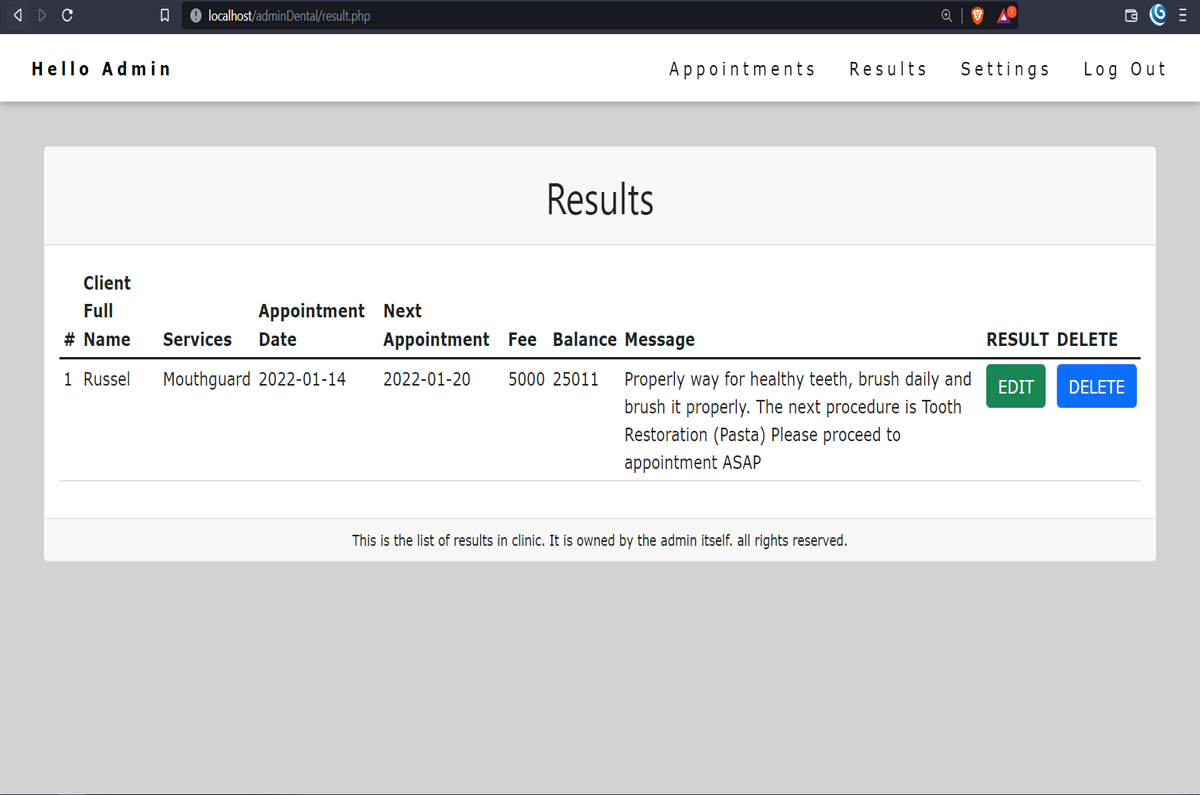 localhost/adminDental/result.php
1
Hello Admin
Appointments Results Settings Log Out
Results
Client
Full
Appointment Next
# Name Services Date Appointment Fee Balance Message RESULT DELETE
1 Russel Mouthguard 2022-01-14 2022-01-20 5000 25011 Properly way for healthy teeth, brush daily and EDIT DELETE
brush it properly. The next procedure is Tooth
Restoration (Pasta) Please proceed to
appointment ASAP
This is the list of results in clinic. It is owned by the admin itself. all rights reserved.